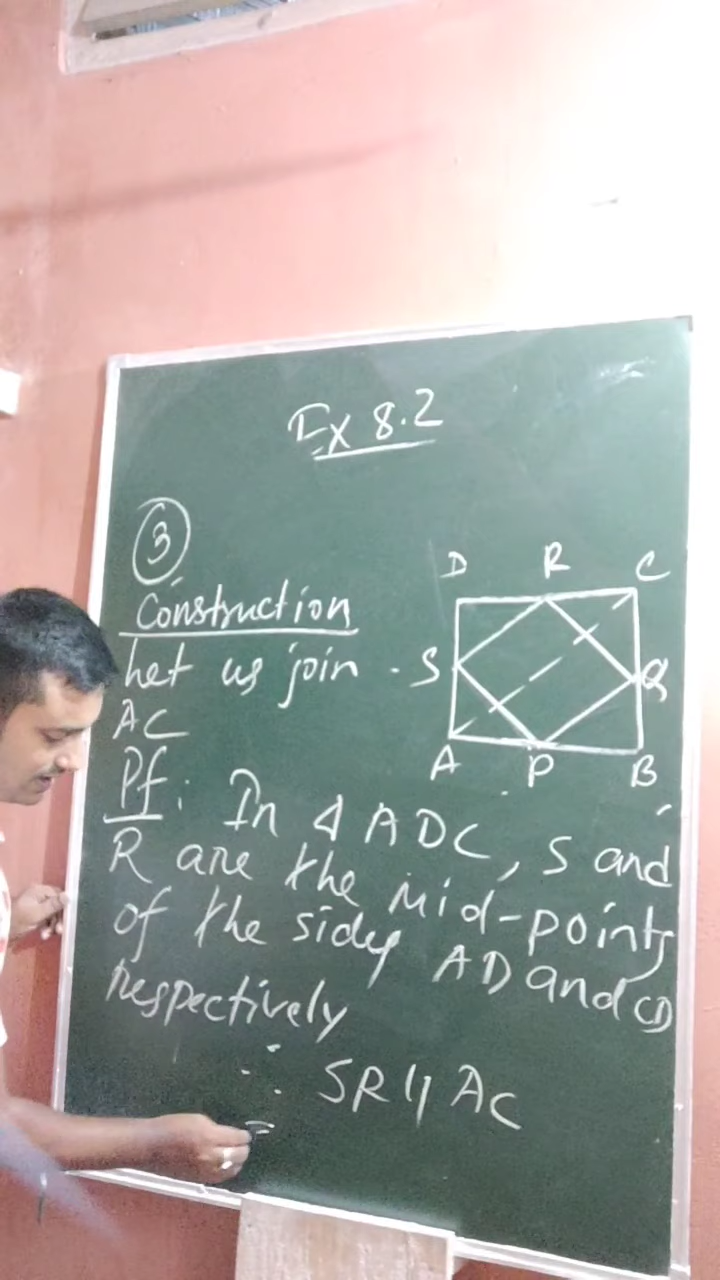 Ex 8.2
③
Construction
Let us join
AC
D R C
S Q
A P B
Pf: In △ ADC, S and
R are the mid-points
of the sides AD and CD
respectively
∴ SR || AC
=